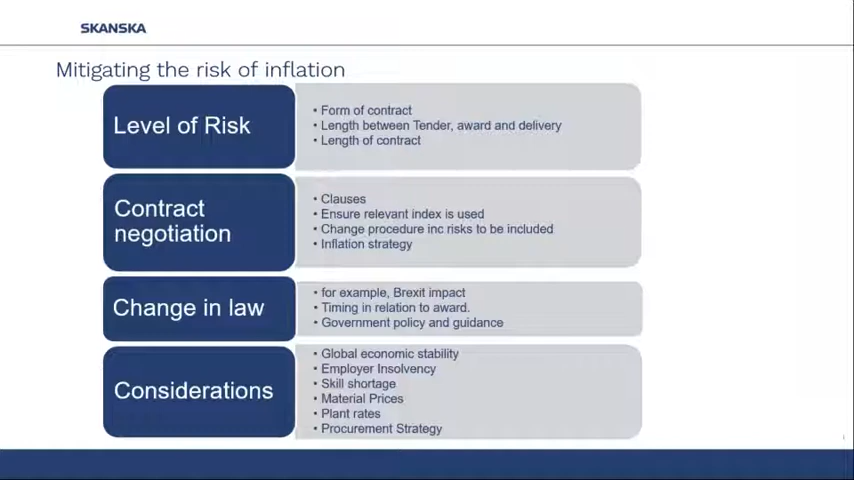 SKANSKA
Mitigating the risk of inflation
Level of Risk
• Form of contract
• Length between Tender, award and delivery
• Length of contract
Contract
negotiation
• Clauses
• Ensure relevant index is used
• Change procedure inc risks to be included
• Inflation strategy
Change in law
• for example, Brexit impact
• Timing in relation to award.
• Government policy and guidance
Considerations
• Global economic stability
• Employer Insolvency
• Skill shortage
• Material Prices
• Plant rates
• Procurement Strategy